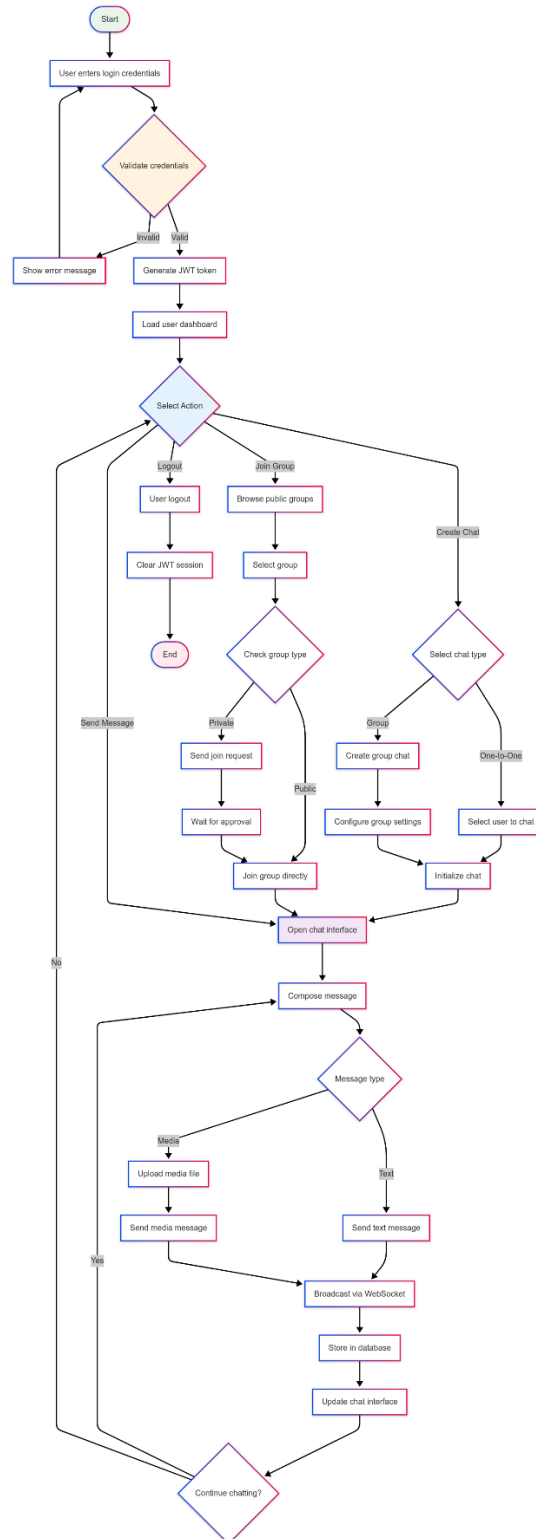 Start
User enters login credentials
Validate credentials
Invalid
Valid
Show error message
Generate JWT token
Load user dashboard
Select Action
Logout
Join Group
User logout
Browse public groups
Create Chat
Clear JWT session
Select group
End
Check group type
Select chat type
Send Message
Private
Group
Send join request
Create group chat
One-to-One
Public
Wait for approval
Configure group settings
Select user to chat
Join group directly
Initialize chat
Open chat interface
No
Compose message
Message type
Media
Text
Upload media file
Send media message
Send text message
Yes
Broadcast via WebSocket
Store in database
Update chat interface
Continue chatting?